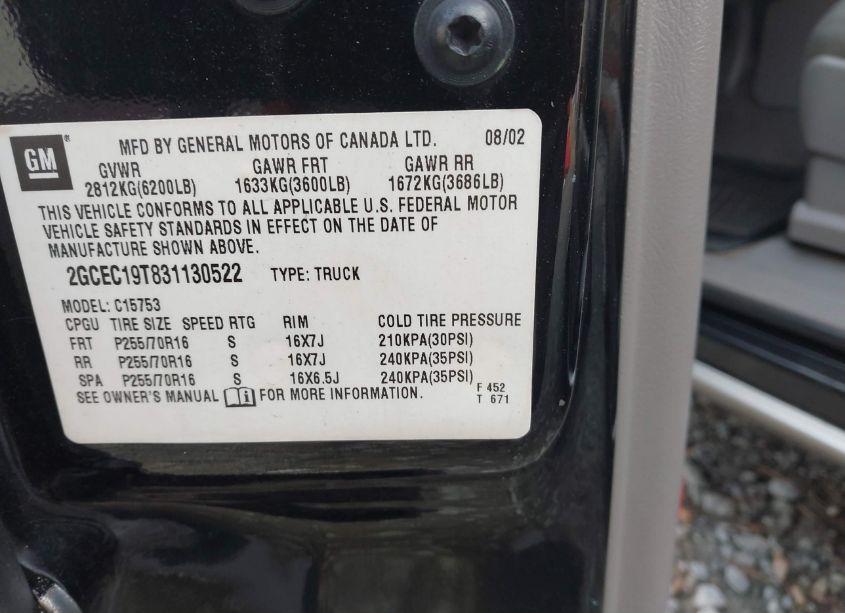 GM ® MFD BY GENERAL MOTORS OF CANADA LTD. 08/02
GVWR GAWR FRT GAWR RR
2812KG(6200LB) 1633KG(3600LB) 1672KG(3686LB)
THIS VEHICLE CONFORMS TO ALL APPLICABLE U.S. FEDERAL MOTOR
VEHICLE SAFETY STANDARDS IN EFFECT ON THE DATE OF
MANUFACTURE SHOWN ABOVE.
2GCEC19T831130522 TYPE: TRUCK
MODEL: C15753
CPGU TIRE SIZE SPEED RTG RIM COLD TIRE PRESSURE
FRT P255/70R16 S 16X7J 210KPA(30PSI)
RR P255/70R16 S 16X7J 240KPA(35PSI)
SPA P255/70R16 S 16X6.5J 240KPA(35PSI)
SEE OWNER'S MANUAL i FOR MORE INFORMATION. F 452
T 671